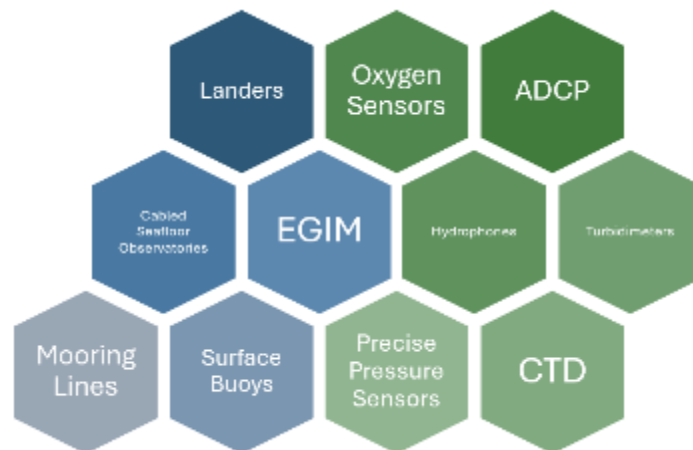 Landers
Oxygen
Sensors
ADCP
Cabled
Seafloor
Observatories
EGIM
Hydrophones
Turbidimeters
Mooring
Lines
Surface
Buoys
Precise
Pressure
Sensors
CTD